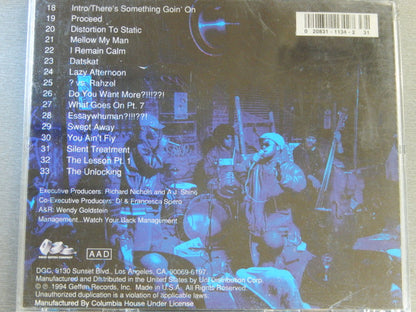 18 Intro/There's Something Goin' On
19 Proceed
20 Distortion To Static
21 Mellow My Man
22 I Remain Calm
23 Datskat
24 Lazy Afternoon
25 ? vs. Rahzel
26 Do You Want More?!!!??!
27 What Goes On Pt. 7
28 Essaywhuman?!!!??!
29 Swept Away
30 You Ain't Fly
31 Silent Treatment
32 The Lesson Pt. 1
33 The Unlocking
0 20831-1134-2 31
Executive Producers: Richard Nichols and A.J. Shine
Co-Executive Producers: D! & Francesca Spero
A&R: Wendy Goldstein
Management...Watch Your Back Management
DAVID GEFFEN COMPANY
AAD
DGC, 9130 Sunset Blvd., Los Angeles, CA 90069-6197
Manufactured and Distributed in the United States by Uni Distribution Corp.
℗ © 1994 Geffen Records, Inc. Made in U.S.A. All Rights Reserved.
Unauthorized duplication is a violation of applicable laws.
Manufactured By Columbia House Under License